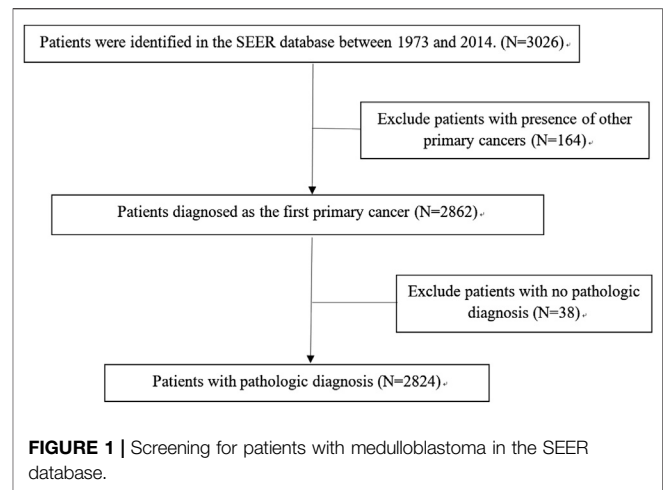 Patients were identified in the SEER database between 1973 and 2014. (N=3026)
Exclude patients with presence of other
primary cancers (N=164)
Patients diagnosed as the first primary cancer (N=2862)
Exclude patients with no pathologic
diagnosis (N=38)
Patients with pathologic diagnosis (N=2824)
FIGURE 1 | Screening for patients with medulloblastoma in the SEER
database.